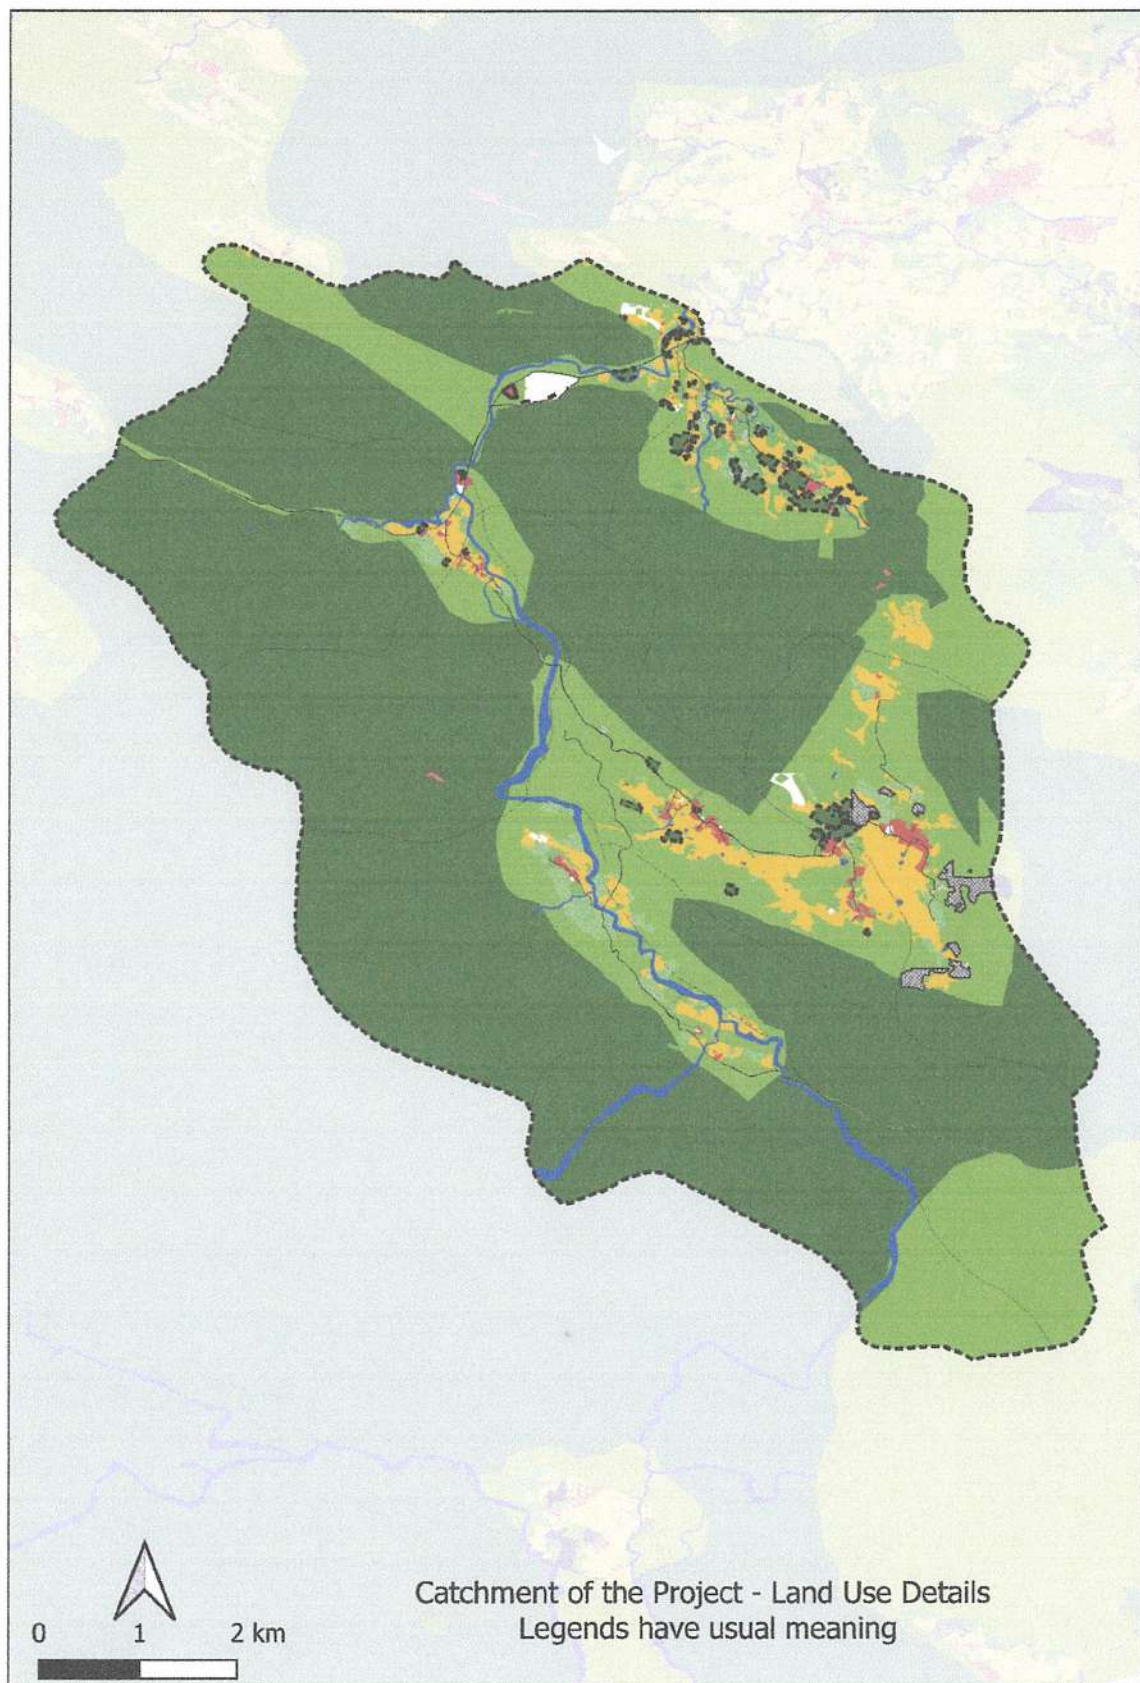 Catchment of the Project - Land Use Details
Legends have usual meaning
0 1 2 km